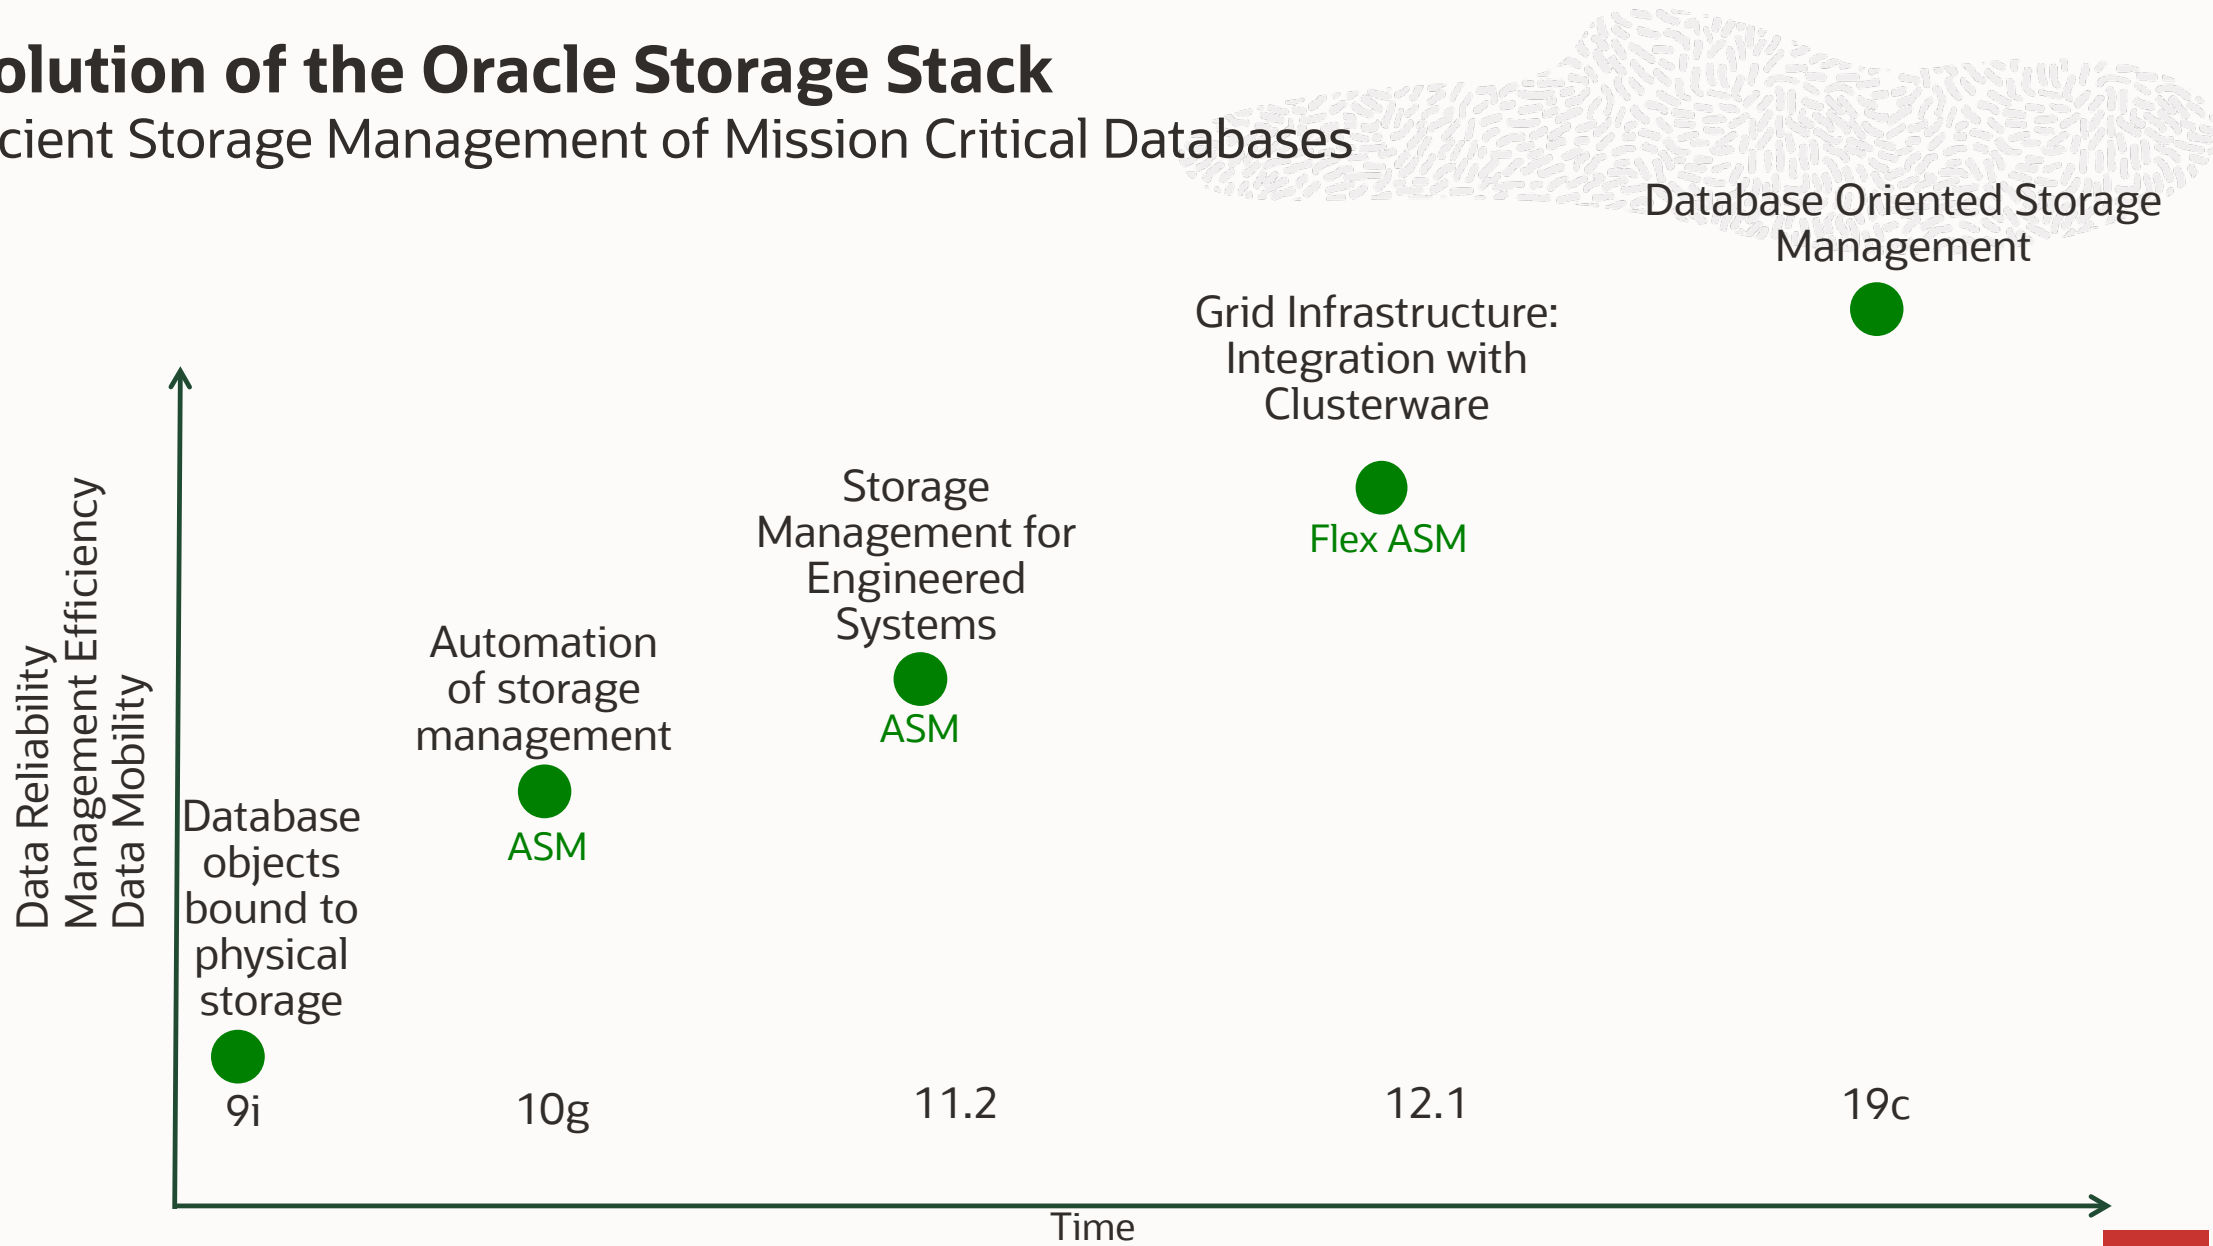 olution of the Oracle Storage Stack
cient Storage Management of Mission Critical Databases
Database Oriented Storage
Management
Grid Infrastructure:
Integration with
Clusterware
Flex ASM
Storage
Management for
Engineered
Systems
ASM
Automation
of storage
management
ASM
Database
objects
bound to
physical
storage
Data Reliability
Management Efficiency
Data Mobility
9i
10g
11.2
12.1
19c
Time